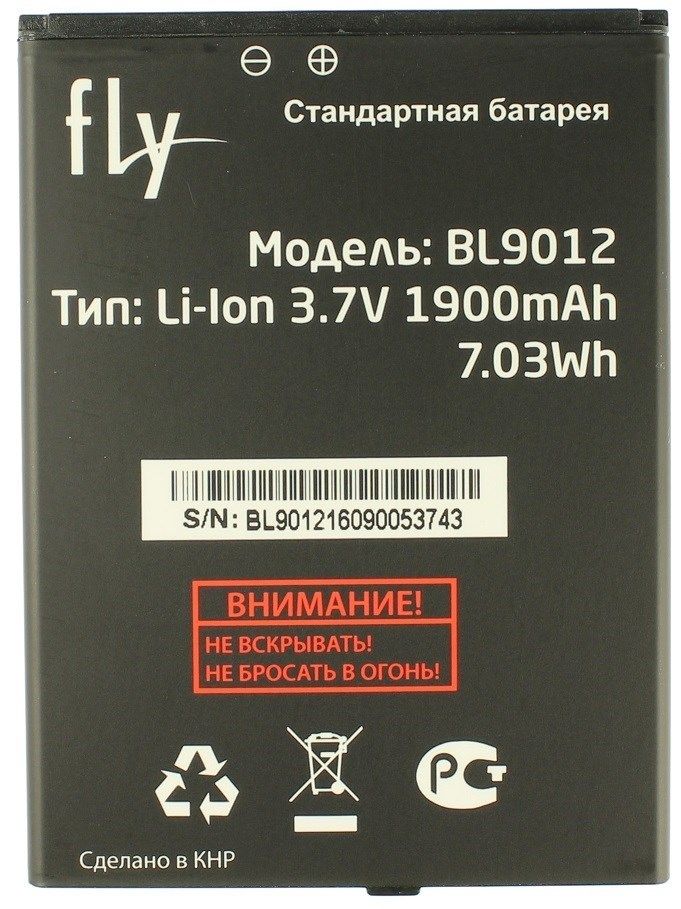 fly
Стандартная батарея
Модель: BL9012
Тип: Li-Ion 3.7V 1900mAh
7.03Wh
S/N: BL901216090053743
ВНИМАНИЕ!
НЕ ВСКРЫВАТЬ!
НЕ БРОСАТЬ В ОГОНЬ!
РСТ
Сделано в КНР